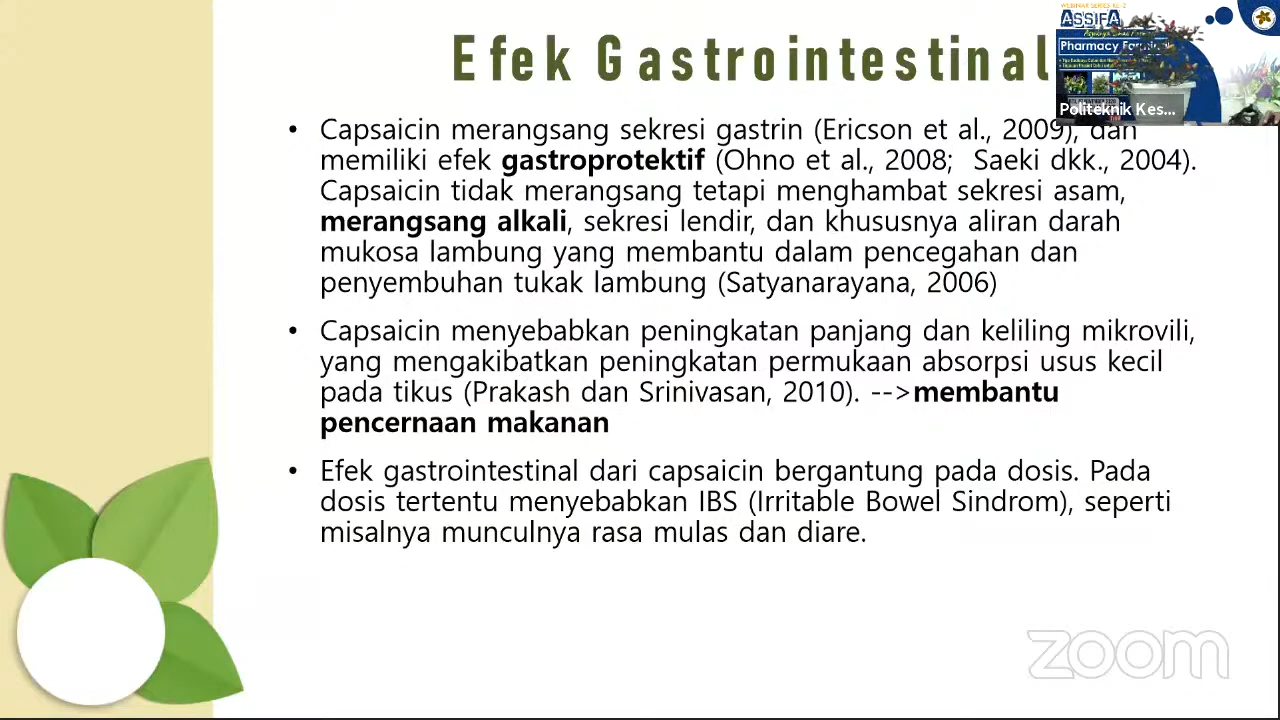 Efek Gastrointestinal
WEBINAR SERIES KE-2
ASSIFA
Pharmacy Farming
Politeknik Kes...
• Capsaicin merangsang sekresi gastrin (Ericson et al., 2009), dan
memiliki efek gastroprotektif (Ohno et al., 2008; Saeki dkk., 2004).
Capsaicin tidak merangsang tetapi menghambat sekresi asam,
merangsang alkali, sekresi lendir, dan khususnya aliran darah
mukosa lambung yang membantu dalam pencegahan dan
penyembuhan tukak lambung (Satyanarayana, 2006)
• Capsaicin menyebabkan peningkatan panjang dan keliling mikrovili,
yang mengakibatkan peningkatan permukaan absorpsi usus kecil
pada tikus (Prakash dan Srinivasan, 2010). -->membantu
pencernaan makanan
• Efek gastrointestinal dari capsaicin bergantung pada dosis. Pada
dosis tertentu menyebabkan IBS (Irritable Bowel Sindrom), seperti
misalnya munculnya rasa mulas dan diare.
zoom